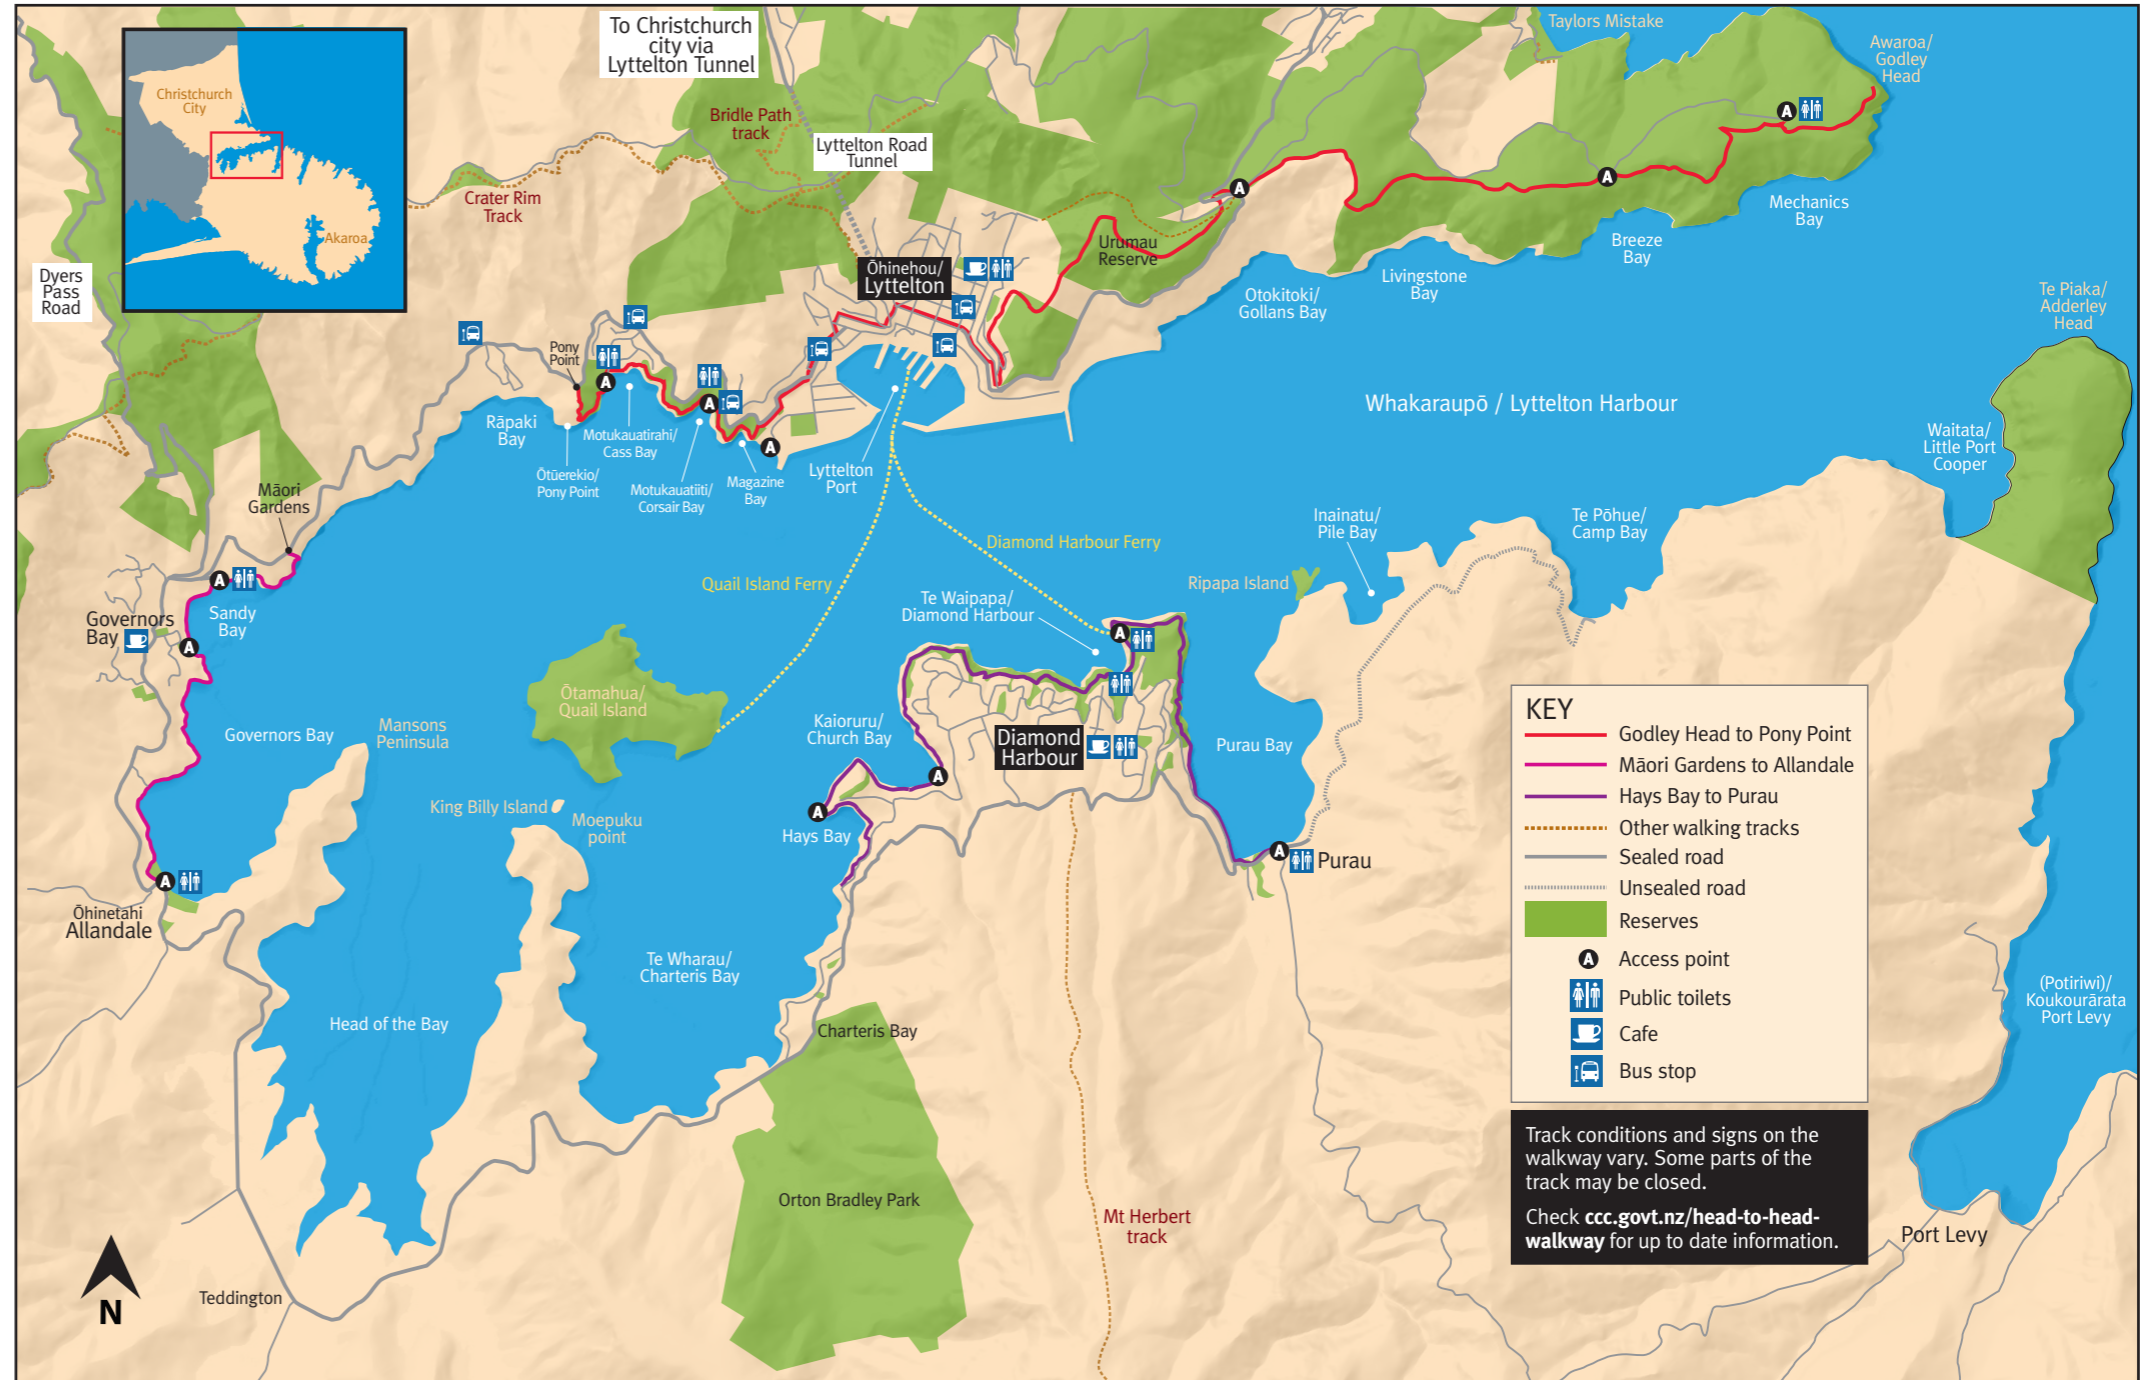 To Christchurch
city via
Lyttelton Tunnel
Taylors Mistake
Awaroa/
Godley
Head
Christchurch
City
Akaroa
Bridle Path
track
Lyttelton Road
Tunnel
Crater Rim
Track
Dyers
Pass
Road
Mechanics
Bay
Breeze
Bay
Livingstone
Bay
Otokitoki/
Gollans Bay
Urumau
Reserve
Ōhinehou/
Lyttelton
Te Piaka/
Adderley
Head
Pony
Point
Rāpaki
Bay
Ōtūerekio/
Pony Point
Motukauatirahi/
Cass Bay
Motukauatiiti/
Corsair Bay
Magazine
Bay
Lyttelton
Port
Whakaraupō / Lyttelton Harbour
Waitata/
Little Port
Cooper
Māori
Gardens
Inainatu/
Pile Bay
Te Pōhue/
Camp Bay
Diamond Harbour Ferry
Quail Island Ferry
Ripapa Island
Te Waipapa/
Diamond Harbour
Governors
Bay
Sandy
Bay
Ōtamahua/
Quail Island
Governors Bay
Mansons
Peninsula
Kaioruru/
Church Bay
Diamond
Harbour
Purau Bay
King Billy Island
Moepuku
point
Hays Bay
Purau
Ōhinetahi
Allandale
Te Wharau/
Charteris Bay
Head of the Bay
Charteris Bay
(Potiriwi)/
Koukourārata
Port Levy
Orton Bradley Park
Mt Herbert
track
Port Levy
Teddington
N
KEY
Godley Head to Pony Point
Māori Gardens to Allandale
Hays Bay to Purau
Other walking tracks
Sealed road
Unsealed road
Reserves
A Access point
Public toilets
Cafe
Bus stop
Track conditions and signs on the
walkway vary. Some parts of the
track may be closed.
Check ccc.govt.nz/head-to-head-
walkway for up to date information.
A
A
A
A
A
A
A
A
A
A
A
A
A